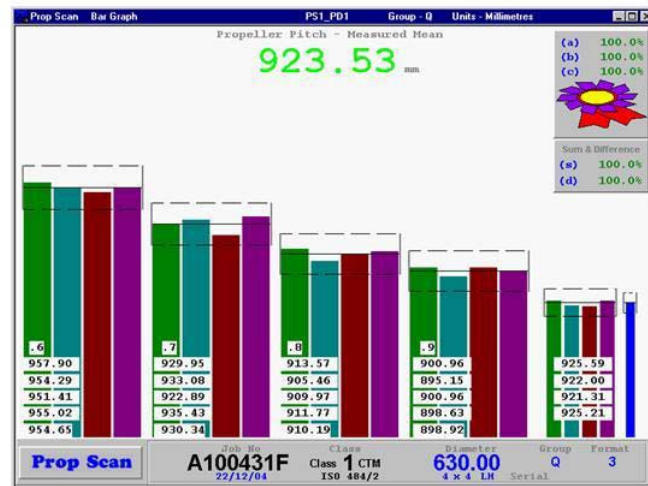 Prop Scan Bar Graph PS1_PD1 Group - Q Units - Millimetres
Propeller Pitch - Measured Mean
923.53 mm
(a) 100.0%
(b) 100.0%
(c) 100.0%
Sum & Difference
(s) 100.0%
(d) 100.0%
.6 .7 .8 .9
957.90 929.95 913.57 900.96 925.59
954.29 933.08 905.46 895.15 922.00
951.41 922.89 909.97 900.96 921.31
955.02 935.43 911.77 898.63 925.21
954.65 930.34 910.19 898.92
Prop Scan
Job No Class Diameter Group Format
A100431F Class 1 CTM 630.00 Q 3
22/12/04 ISO 484/2 4 x 4 LH Serial